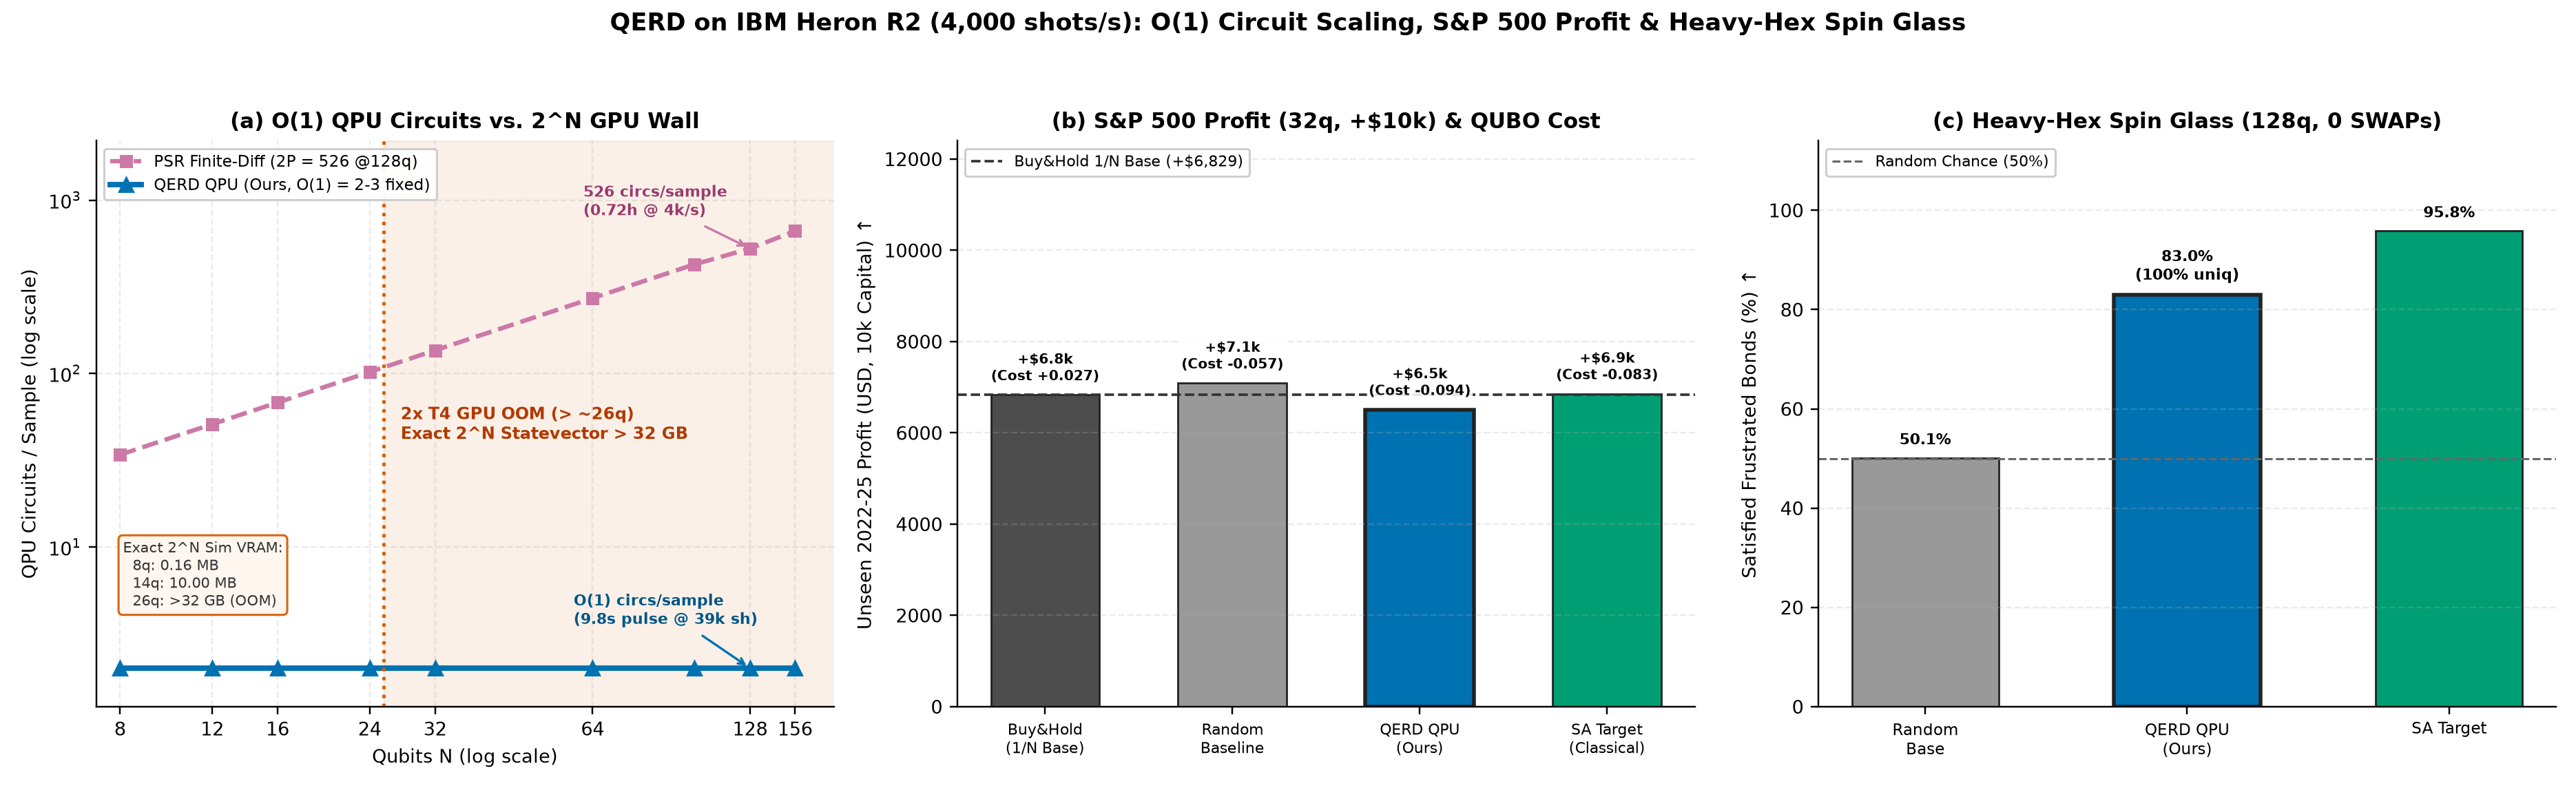 QERD on IBM Heron R2 (4,000 shots/s): O(1) Circuit Scaling, S&P 500 Profit & Heavy-Hex Spin Glass
(a) O(1) QPU Circuits vs. 2^N GPU Wall
PSR Finite-Diff (2P = 526 @128q)
QERD QPU (Ours, O(1) = 2-3 fixed)
526 circs/sample
(0.72h @ 4k/s)
2x T4 GPU OOM (> ~26q)
Exact 2^N Statevector > 32 GB
Exact 2^N Sim VRAM:
8q: 0.16 MB
14q: 10.00 MB
26q: >32 GB (OOM)
O(1) circs/sample
(9.8s pulse @ 39k sh)
QPU Circuits / Sample (log scale)
10³
10²
10¹
8 12 16 24 32 64 128 156
Qubits N (log scale)
(b) S&P 500 Profit (32q, +$10k) & QUBO Cost
Buy&Hold 1/N Base (+$6,829)
Unseen 2022-25 Profit (USD, 10k Capital) ↑
12000
10000
8000
6000
4000
2000
0
+$6.8k
(Cost +0.027)
+$7.1k
(Cost -0.057)
+$6.5k
(Cost -0.094)
+$6.9k
(Cost -0.083)
Buy&Hold
(1/N Base)
Random
Baseline
QERD QPU
(Ours)
SA Target
(Classical)
(c) Heavy-Hex Spin Glass (128q, 0 SWAPs)
Random Chance (50%)
Satisfied Frustrated Bonds (%) ↑
100
80
60
40
20
0
50.1%
83.0%
(100% uniq)
95.8%
Random
Base
QERD QPU
(Ours)
SA Target